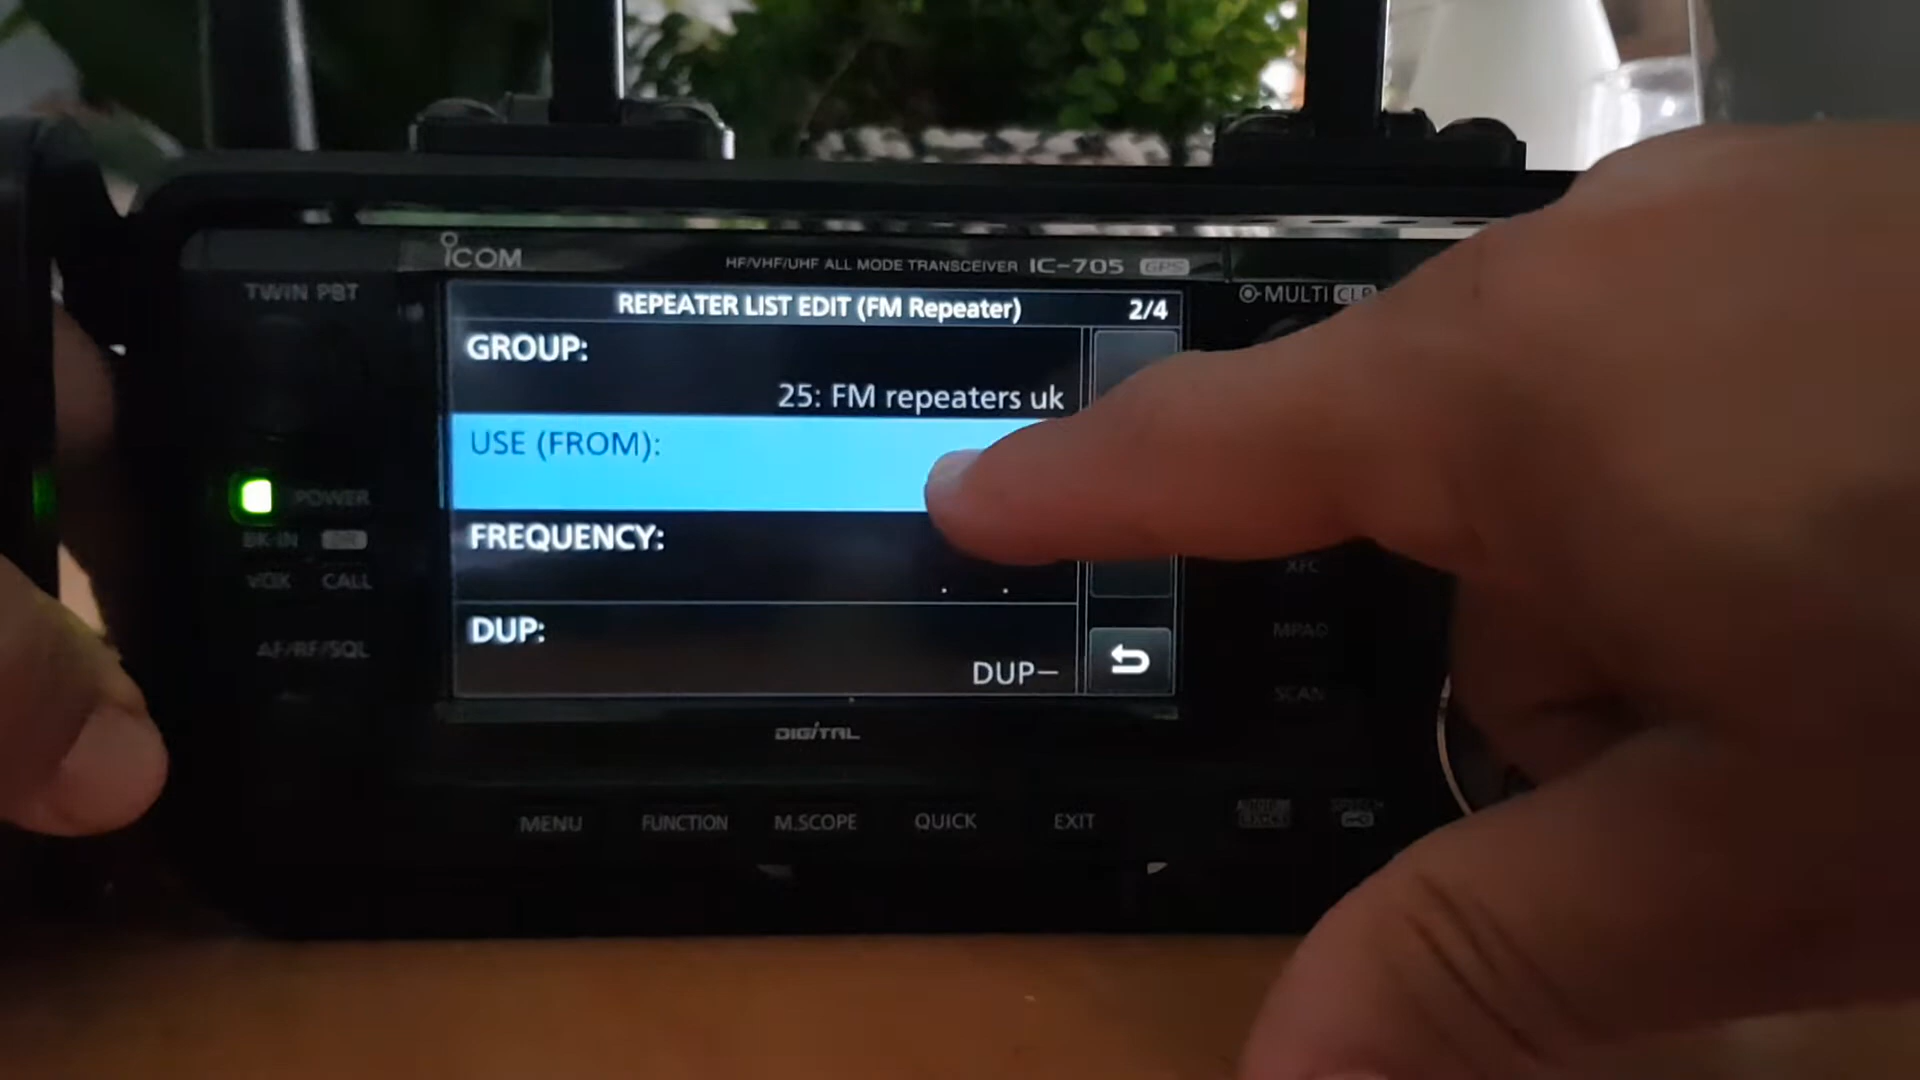 ICOM
HF/VHF/UHF ALL MODE TRANSCEIVER IC-705 GPS
TWIN PBT
MULTI CLR
REPEATER LIST EDIT (FM Repeater) 2/4
GROUP:
25: FM repeaters uk
USE (FROM):
POWER
FREQUENCY:
BK-IN
XFC
VOX CALL
. .
DUP:
MPAD
AF/RF/SQL
DUP–
SCAN
DIGITAL
MENU FUNCTION M.SCOPE QUICK EXIT
AUTOTUNE
SPEECH